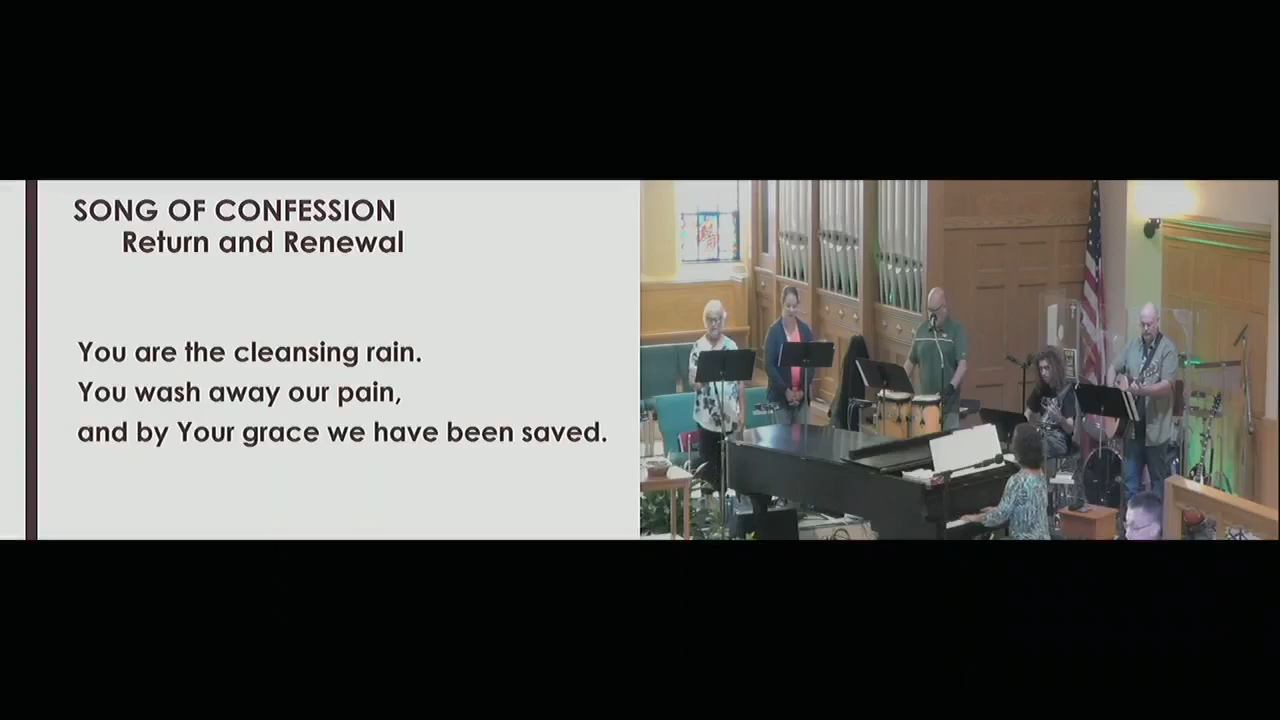 SONG OF CONFESSION
Return and Renewal
You are the cleansing rain.
You wash away our pain,
and by Your grace we have been saved.